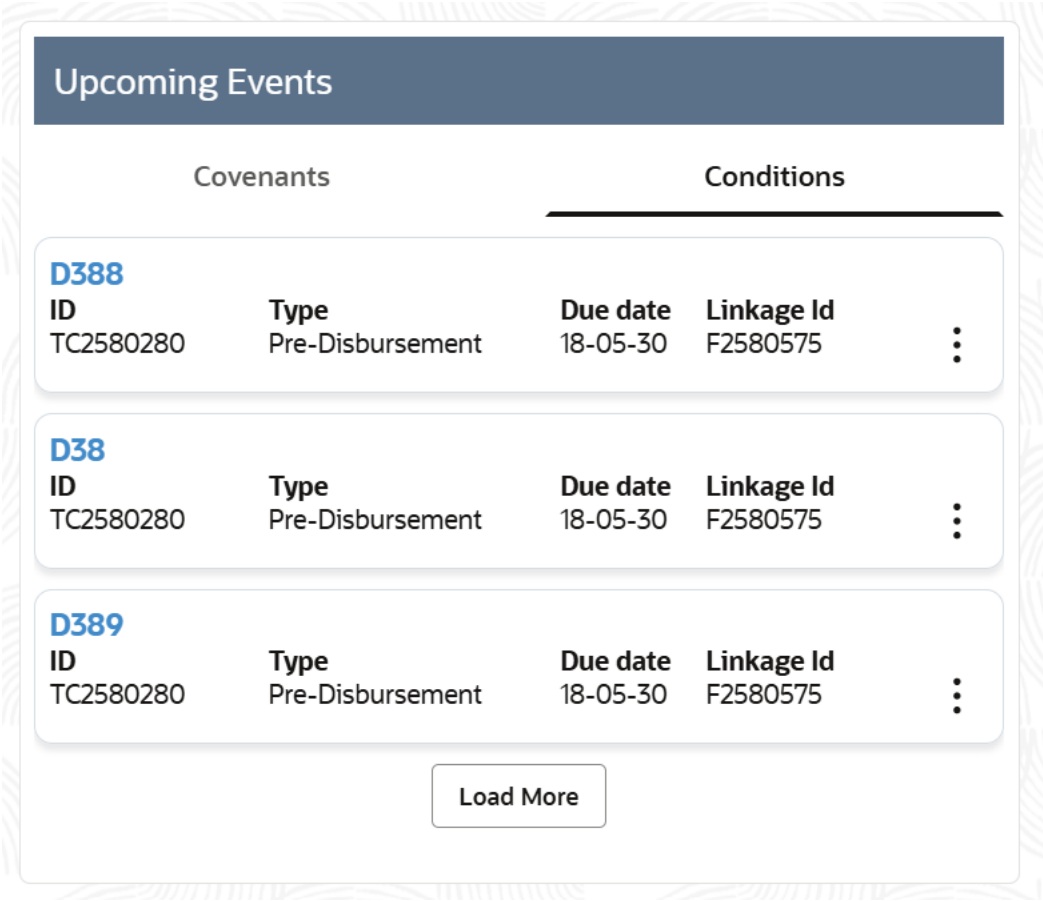 Upcoming Events
Covenants Conditions
D388
ID Type Due date Linkage Id
TC2580280 Pre-Disbursement 18-05-30 F2580575
D38
ID Type Due date Linkage Id
TC2580280 Pre-Disbursement 18-05-30 F2580575
D389
ID Type Due date Linkage Id
TC2580280 Pre-Disbursement 18-05-30 F2580575
Load More